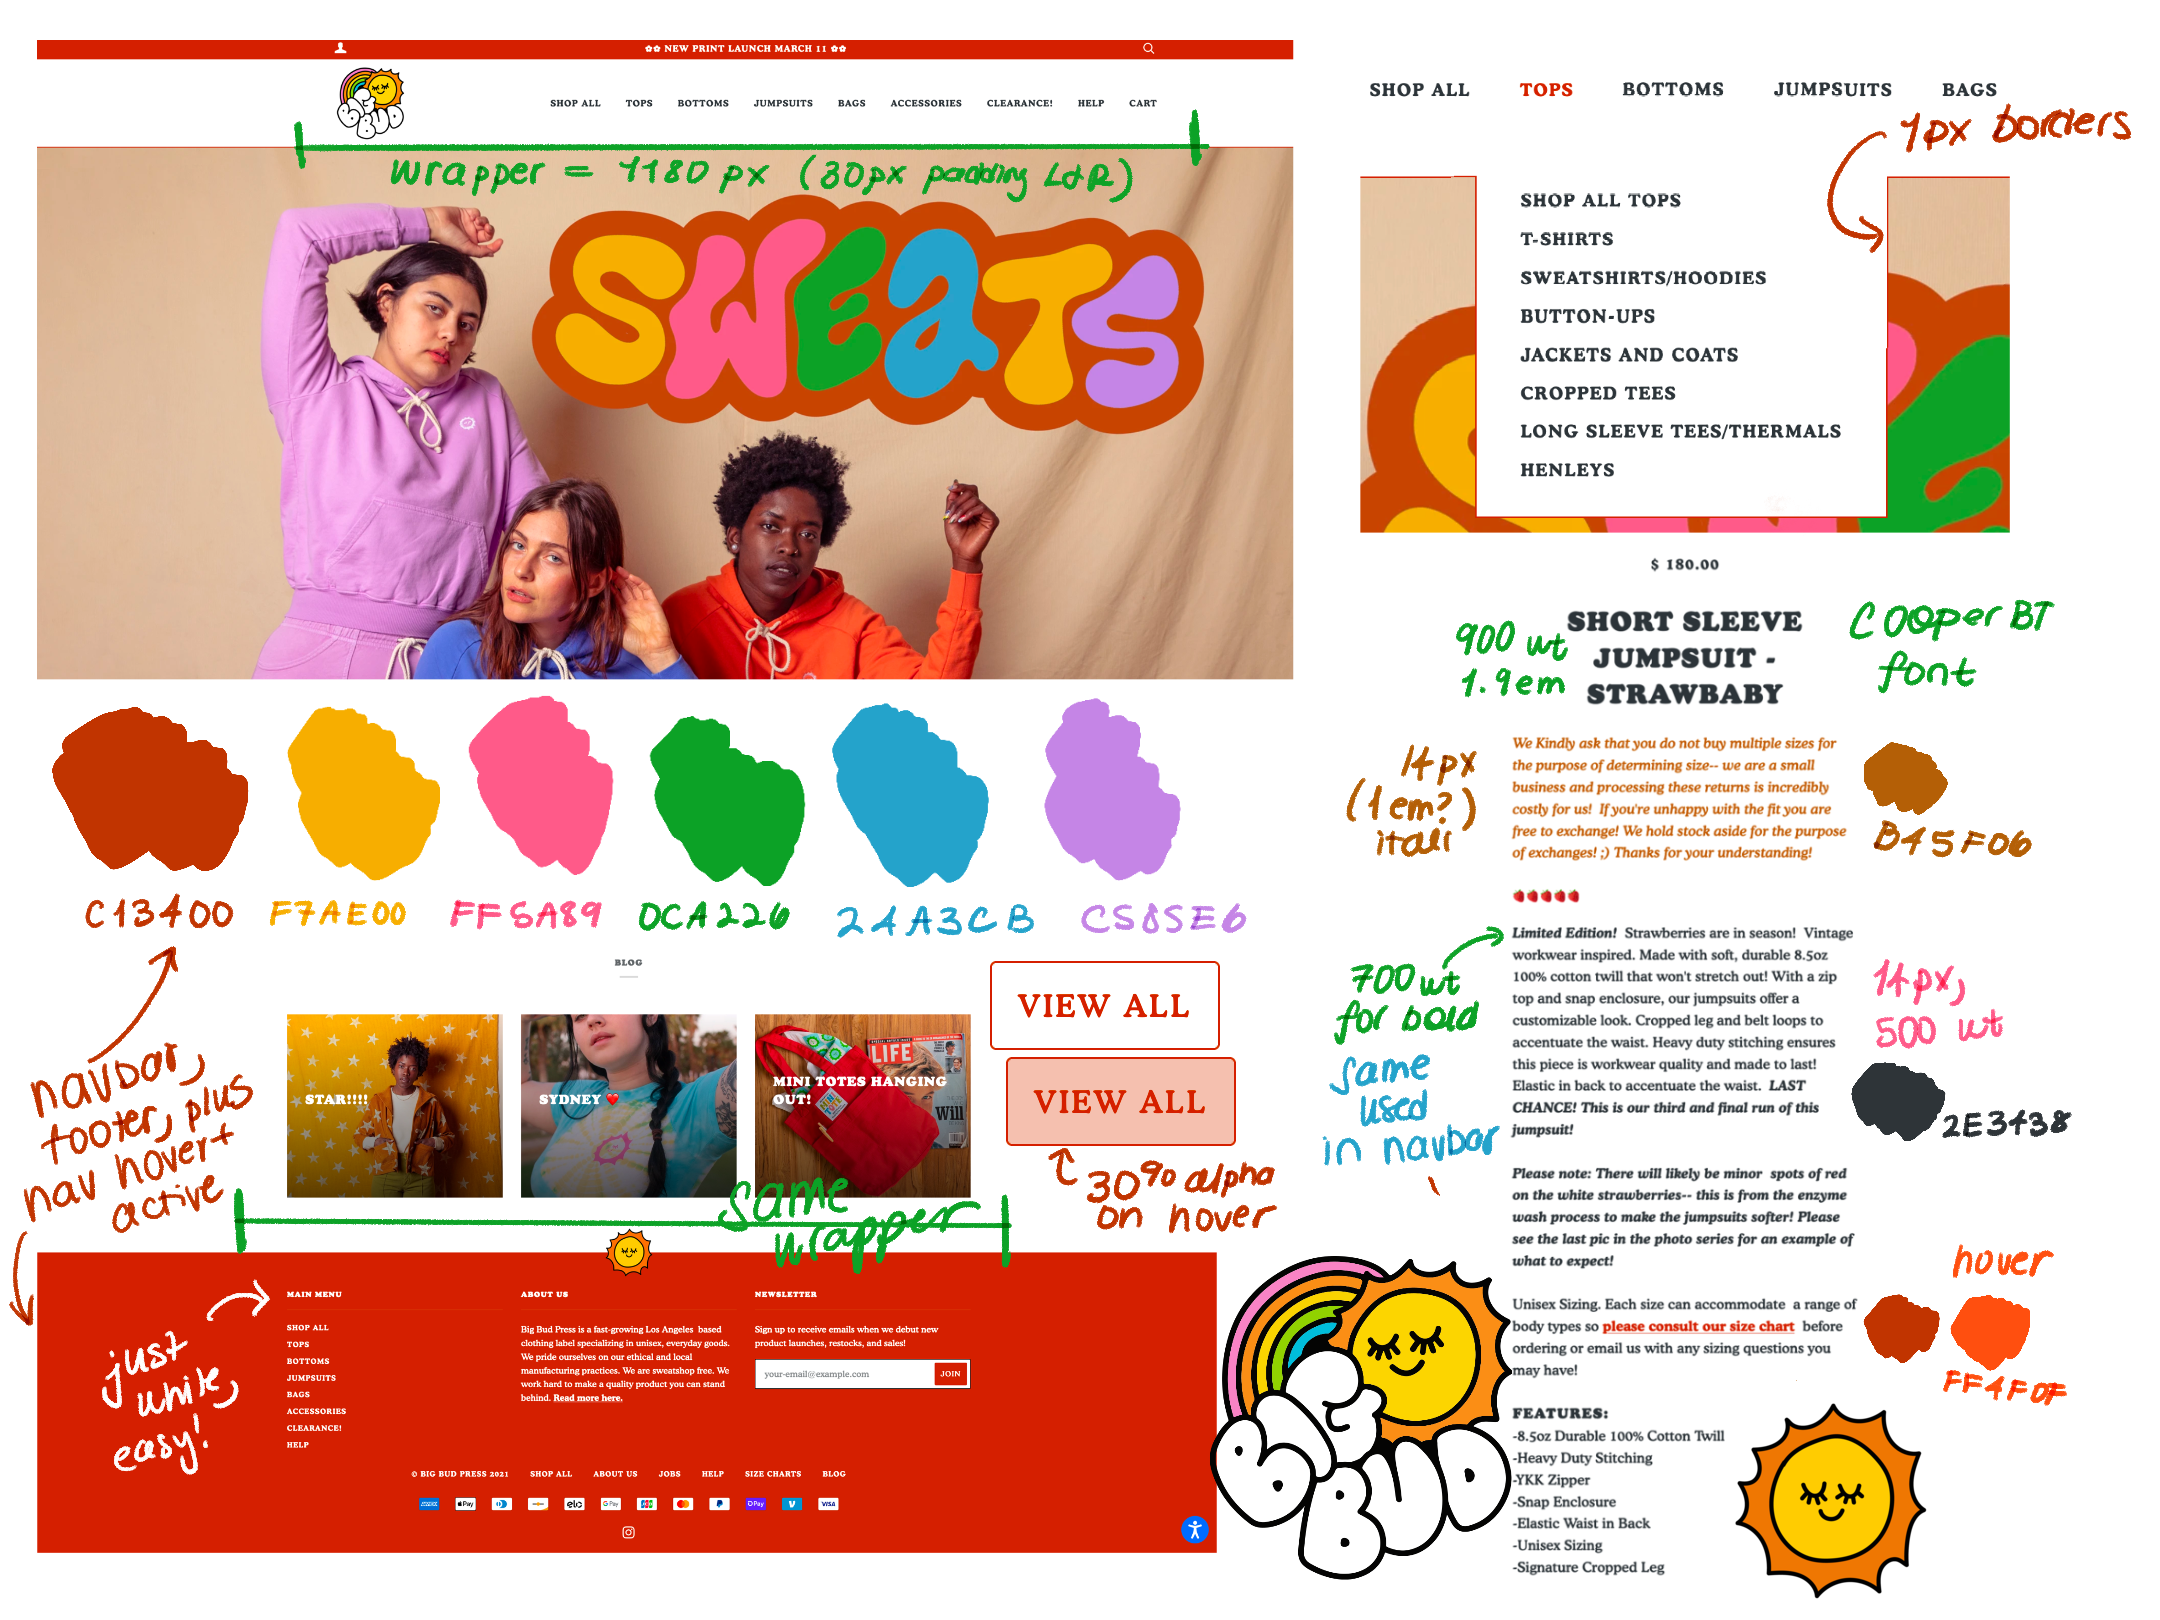 ✿✿ NEW PRINT LAUNCH MARCH 11 ✿✿
BIG
BUD
SHOP ALL TOPS BOTTOMS JUMPSUITS BAGS ACCESSORIES CLEARANCE! HELP CART
wrapper = 1180 px (30px padding L+R)
SWEATS
C13400 F7AE00 FF5A89 0CA226 24A3CB C585E6
navbar,
footer, plus
nav hover +
active
BLOG
STAR!!!!
SYDNEY ❤️
LIFE
Will
MINI TOTES HANGING
OUT!
VIEW ALL
VIEW ALL
30% alpha
on hover
same
wrapper
just
white,
easy!
MAIN MENU
SHOP ALL
TOPS
BOTTOMS
JUMPSUITS
BAGS
ACCESSORIES
CLEARANCE!
HELP
ABOUT US
Big Bud Press is a fast-growing Los Angeles based
clothing label specializing in unisex, everyday goods.
We pride ourselves on our ethical and local
manufacturing practices. We are sweatshop free. We
work hard to make a quality product you can stand
behind. Read more here.
NEWSLETTER
Sign up to receive emails when we debut new
product launches, restocks, and sales!
your-email@example.com JOIN
© BIG BUD PRESS 2021 SHOP ALL ABOUT US JOBS HELP SIZE CHARTS BLOG
Pay elo G Pay JCB Pay VISA
BIG
BUD
SHOP ALL TOPS BOTTOMS JUMPSUITS BAGS
1px borders
SHOP ALL TOPS
T-SHIRTS
SWEATSHIRTS/HOODIES
BUTTON-UPS
JACKETS AND COATS
CROPPED TEES
LONG SLEEVE TEES/THERMALS
HENLEYS
$ 180.00
SHORT SLEEVE
JUMPSUIT -
STRAWBABY
900 wt
1.9em
Cooper BT
font
We Kindly ask that you do not buy multiple sizes for
the purpose of determining size-- we are a small
business and processing these returns is incredibly
costly for us! If you're unhappy with the fit you are
free to exchange! We hold stock aside for the purpose
of exchanges! ;) Thanks for your understanding!
14px
(1em?)
itali
B45F06
🍓🍓🍓🍓🍓
Limited Edition! Strawberries are in season! Vintage
workwear inspired. Made with soft, durable 8.5oz
100% cotton twill that won't stretch out! With a zip
top and snap enclosure, our jumpsuits offer a
customizable look. Cropped leg and belt loops to
accentuate the waist. Heavy duty stitching ensures
this piece is workwear quality and made to last!
Elastic in back to accentuate the waist. LAST
CHANCE! This is our third and final run of this
jumpsuit!
700 wt
for bold
same
used
in navbar
14px,
500 wt
2E3438
Please note: There will likely be minor spots of red
on the white strawberries-- this is from the enzyme
wash process to make the jumpsuits softer! Please
see the last pic in the photo series for an example of
what to expect!
Unisex Sizing. Each size can accommodate a range of
body types so please consult our size chart before
ordering or email us with any sizing questions you
may have!
hover
FF4F0F
FEATURES:
-8.5oz Durable 100% Cotton Twill
-Heavy Duty Stitching
-YKK Zipper
-Snap Enclosure
-Elastic Waist in Back
-Unisex Sizing
-Signature Cropped Leg